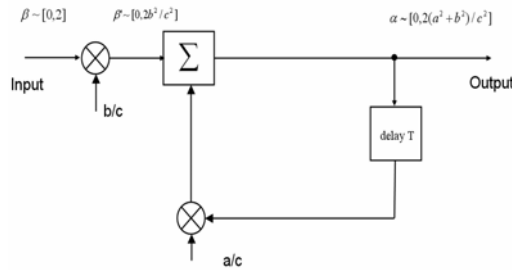 β ~ [0,2]
β' ~ [0,2b²/c²]
α ~ [0,2(a²+b²)/c²]
Σ
Input
Output
b/c
delay T
a/c